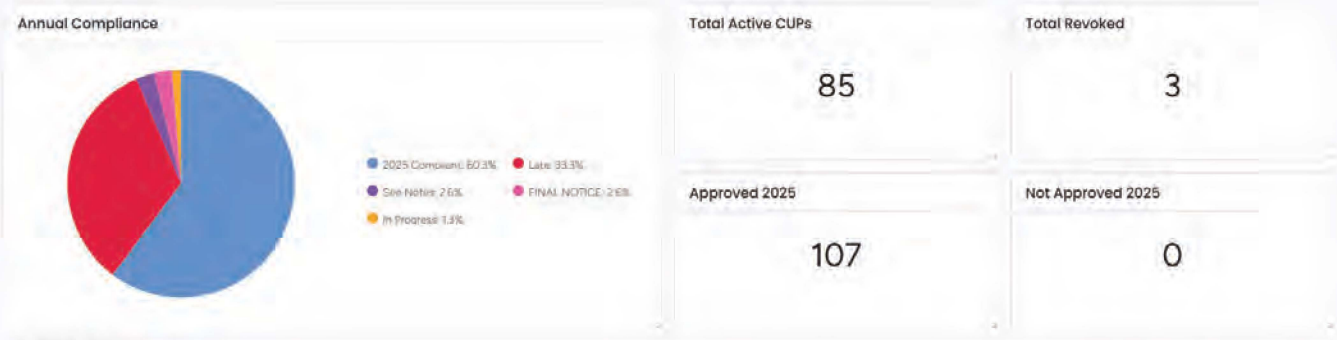 Annual Compliance
2025 Compliant: 60.3%
Late: 33.3%
See Notes: 2.6%
FINAL NOTICE: 2.6%
In Progress: 1.3%
Total Active CUPs
85
Total Revoked
3
Approved 2025
107
Not Approved 2025
0